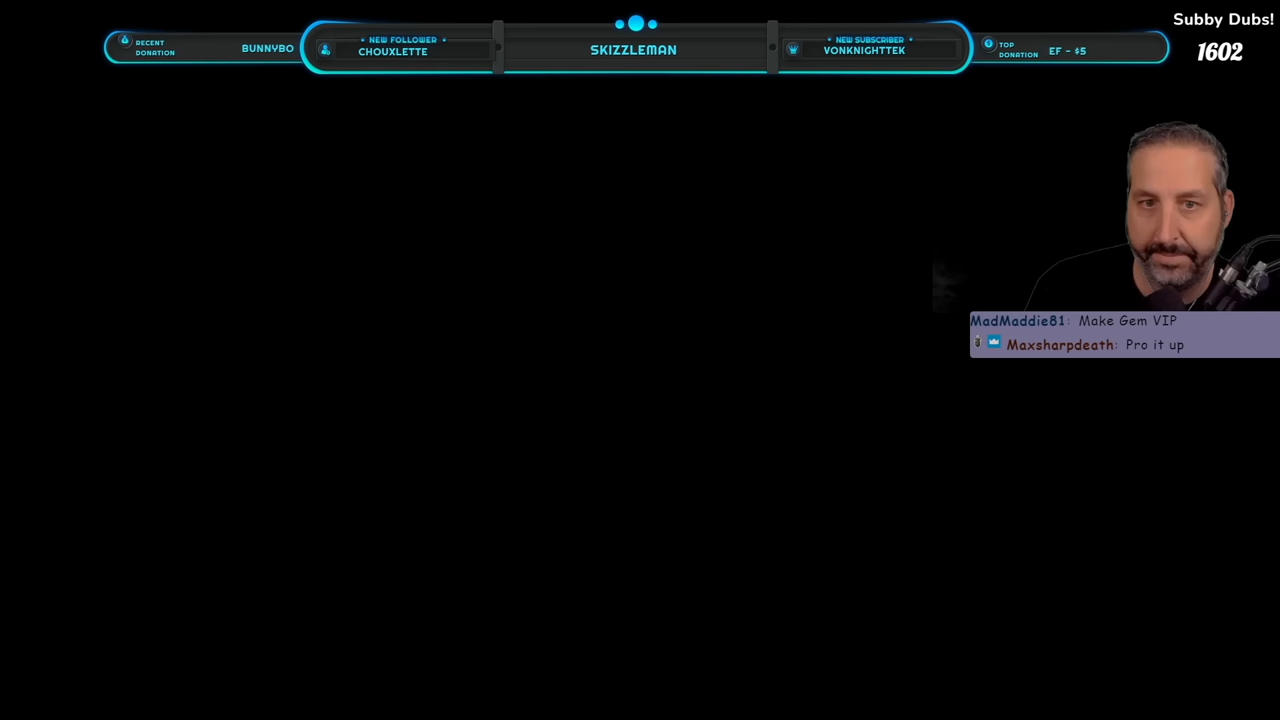 Subby Dubs!
1602
RECENT
DONATION
BUNNYBO
NEW FOLLOWER
CHOUXLETTE
SKIZZLEMAN
NEW SUBSCRIBER
VONKNIGHTTEK
TOP
DONATION
EF - $5
MadMaddie81: Make Gem VIP
Maxsharpdeath: Pro it up